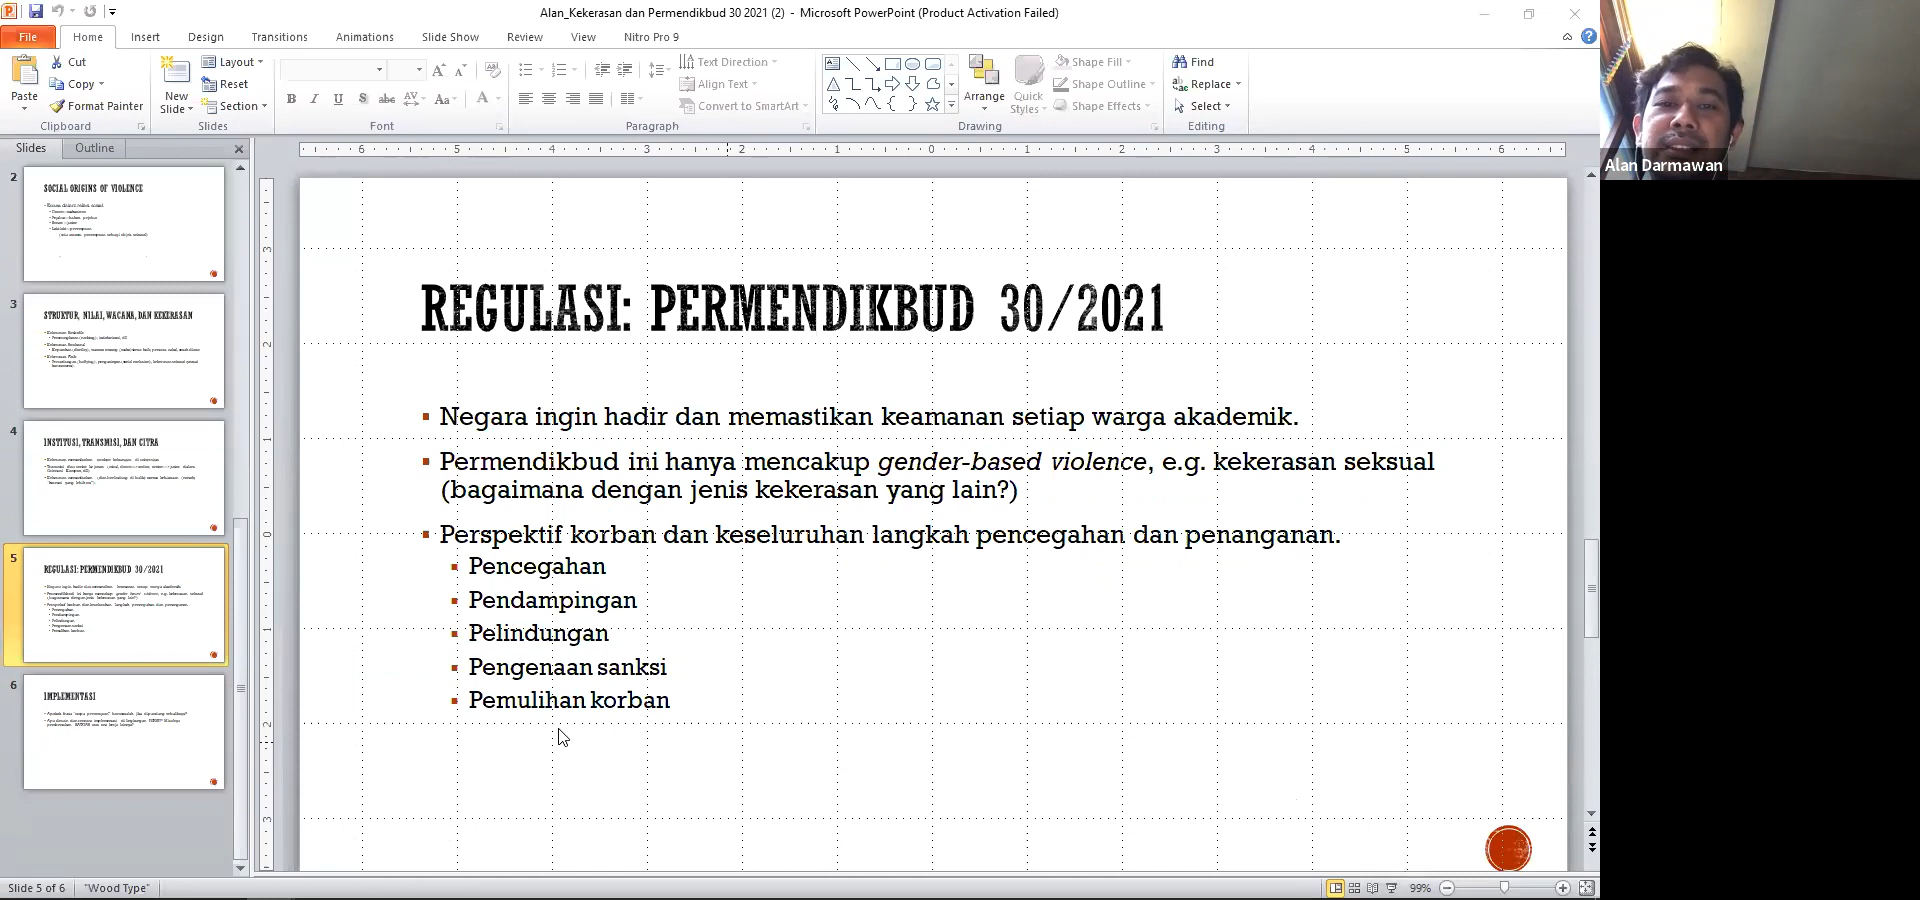 Alan_Kekerasan dan Permendikbud 30 2021 (2) - Microsoft PowerPoint (Product Activation Failed)
File Home Insert Design Transitions Animations Slide Show Review View Nitro Pro 9
Paste
Cut
Copy
Format Painter
Clipboard
New
Slide
Layout
Reset
Section
Slides
Font
Text Direction
Align Text
Convert to SmartArt
Paragraph
Arrange
Quick
Styles
Shape Fill
Shape Outline
Shape Effects
Drawing
Find
Replace
Select
Editing
Alan Darmawan
Slides Outline
2
SOCIAL ORIGINS OF VIOLENCE
3
STRUKTUR, NILAI, WACANA, DAN KEKERASAN
4
INSTITUSI, TRANSMISI, DAN CITRA
5
REGULASI: PERMENDIKBUD 30/2021
6
IMPLEMENTASI
REGULASI: PERMENDIKBUD 30/2021
Negara ingin hadir dan memastikan keamanan setiap warga akademik.
Permendikbud ini hanya mencakup gender-based violence, e.g. kekerasan seksual
(bagaimana dengan jenis kekerasan yang lain?)
Perspektif korban dan keseluruhan langkah pencegahan dan penanganan.
Pencegahan
Pendampingan
Pelindungan
Pengenaan sanksi
Pemulihan korban
Slide 5 of 6 "Wood Type" 99%